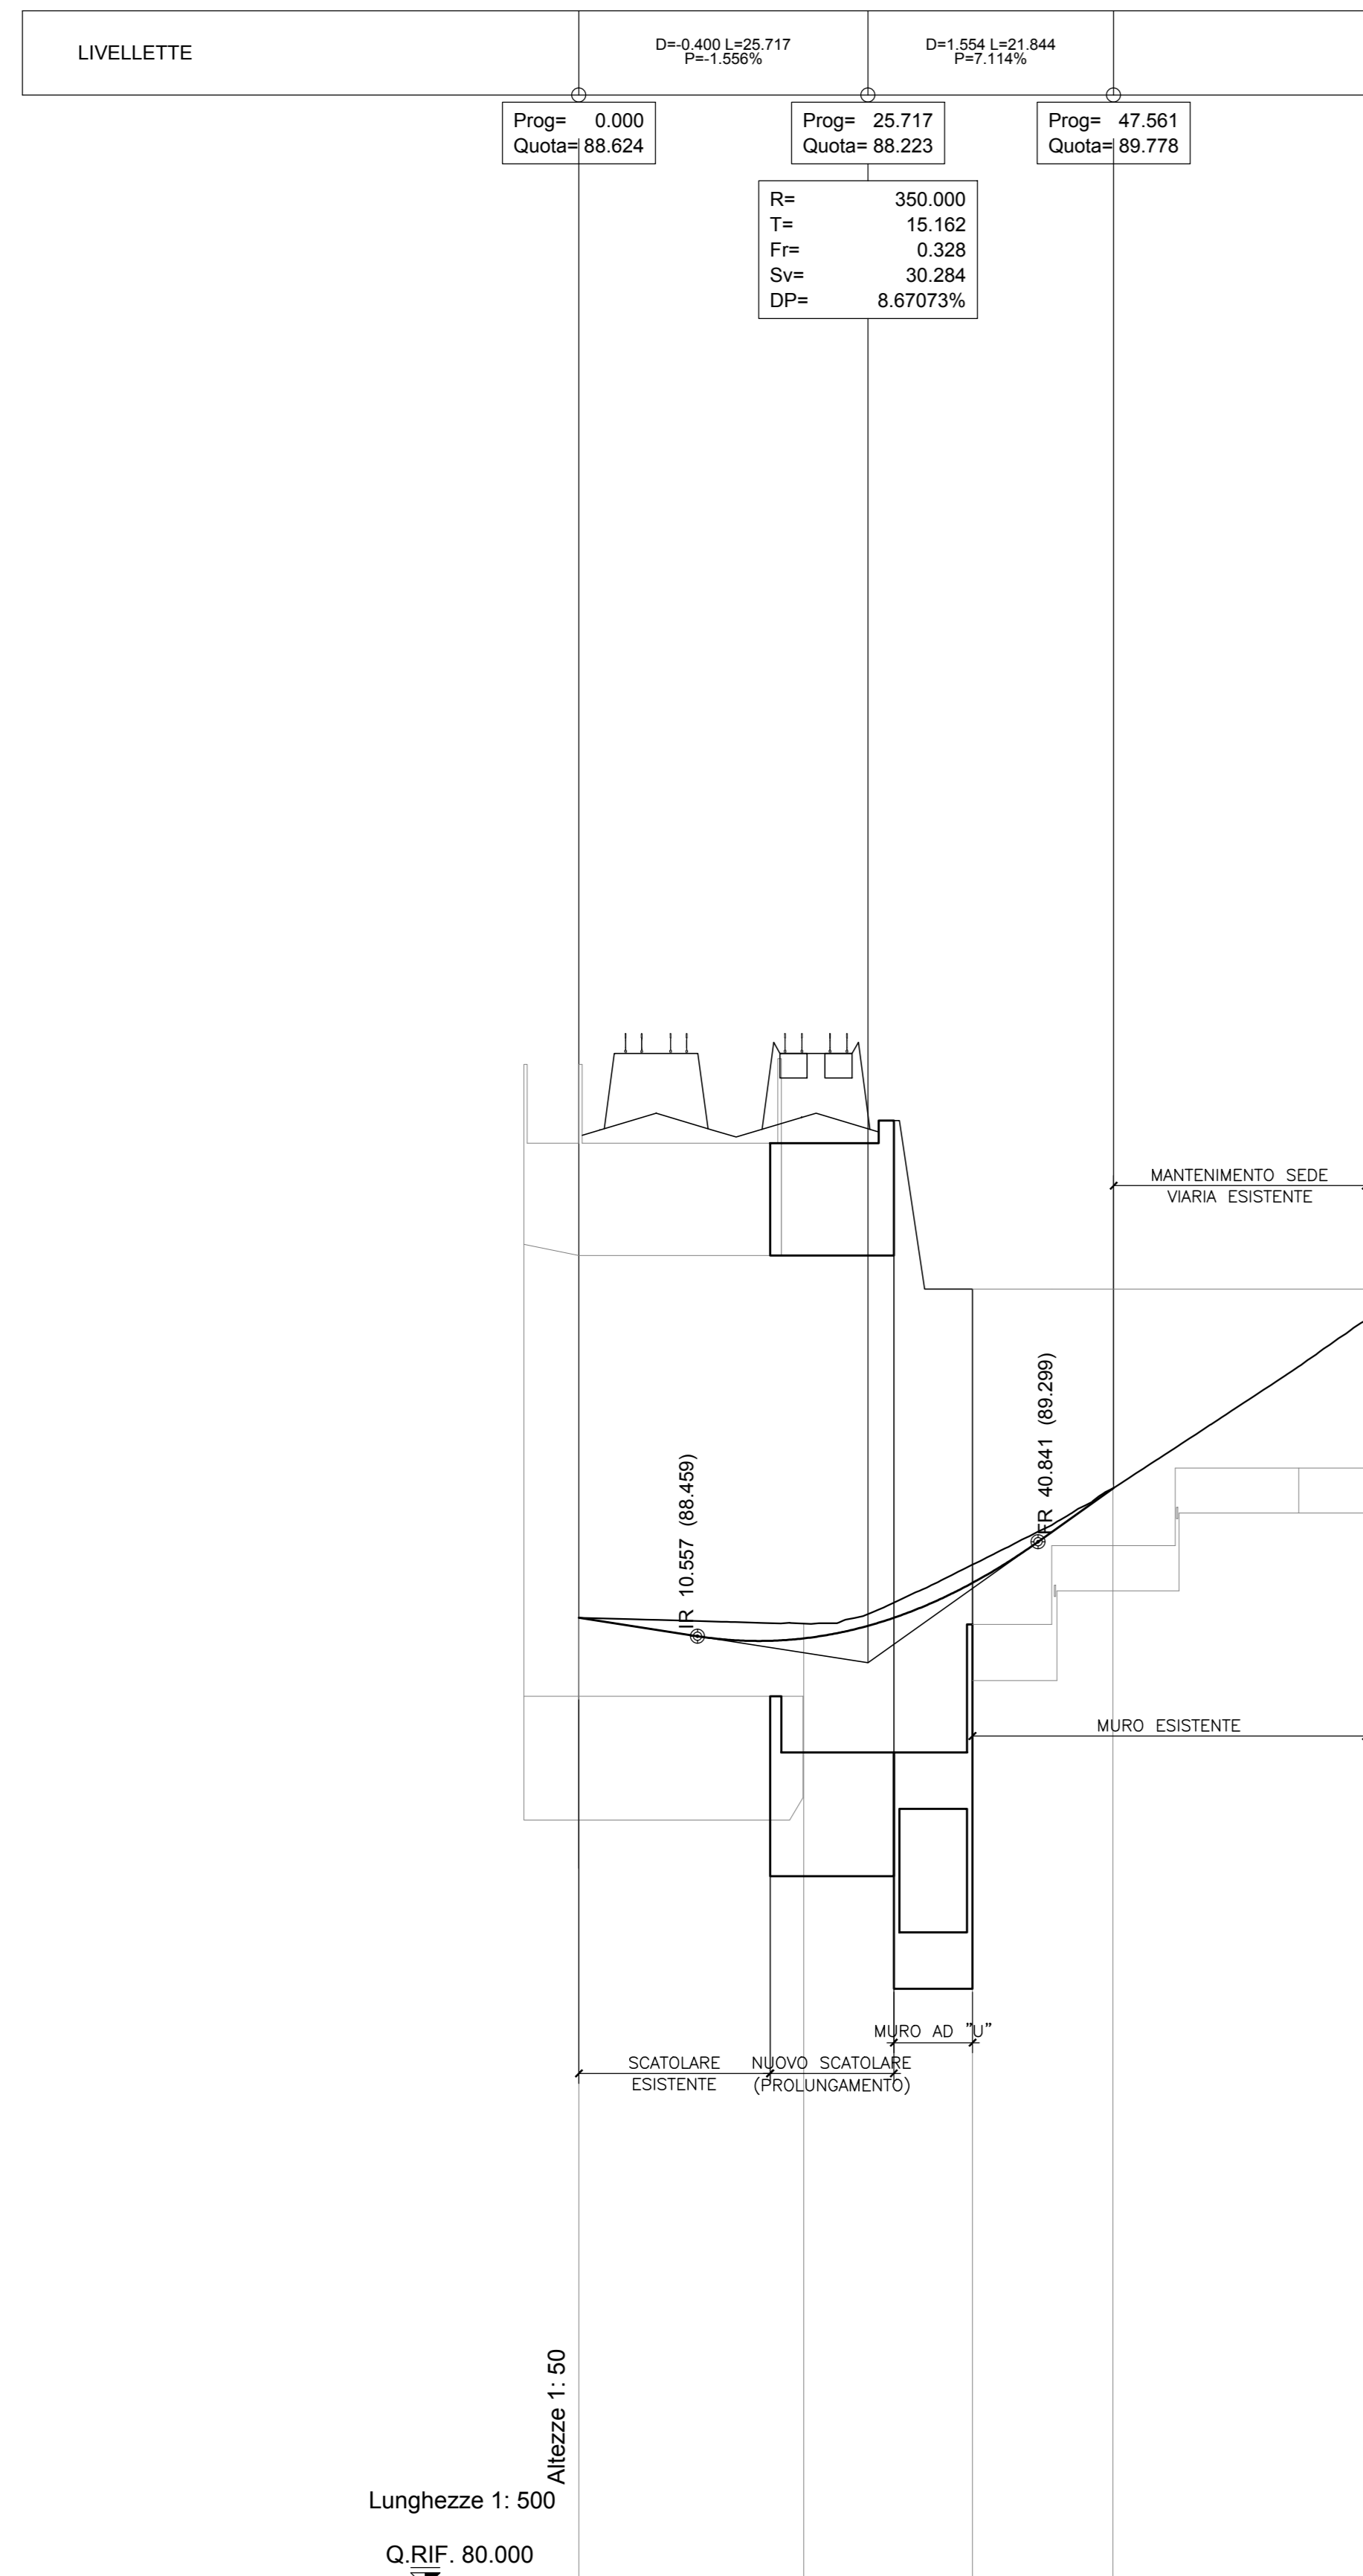 LIVELLETTE
D=-0.400 L=25.717
P=-1.556%
D=1.554 L=21.844
P=7.114%
Prog= 0.000
Quota= 88.624
Prog= 25.717
Quota= 88.223
Prog= 47.561
Quota= 89.778
R= 350.000
T= 15.162
Fr= 0.328
Sv= 30.284
DP= 8.67073%
MANTENIMENTO SEDE
VIARIA ESISTENTE
FR 40.841 (89.299)
IR 10.557 (88.459)
MURO ESISTENTE
MURO AD "U"
SCATOLARE
ESISTENTE
NUOVO SCATOLARE
(PROLUNGAMENTO)
Altezze 1: 50
Lunghezze 1: 500
Q.RIF. 80.000